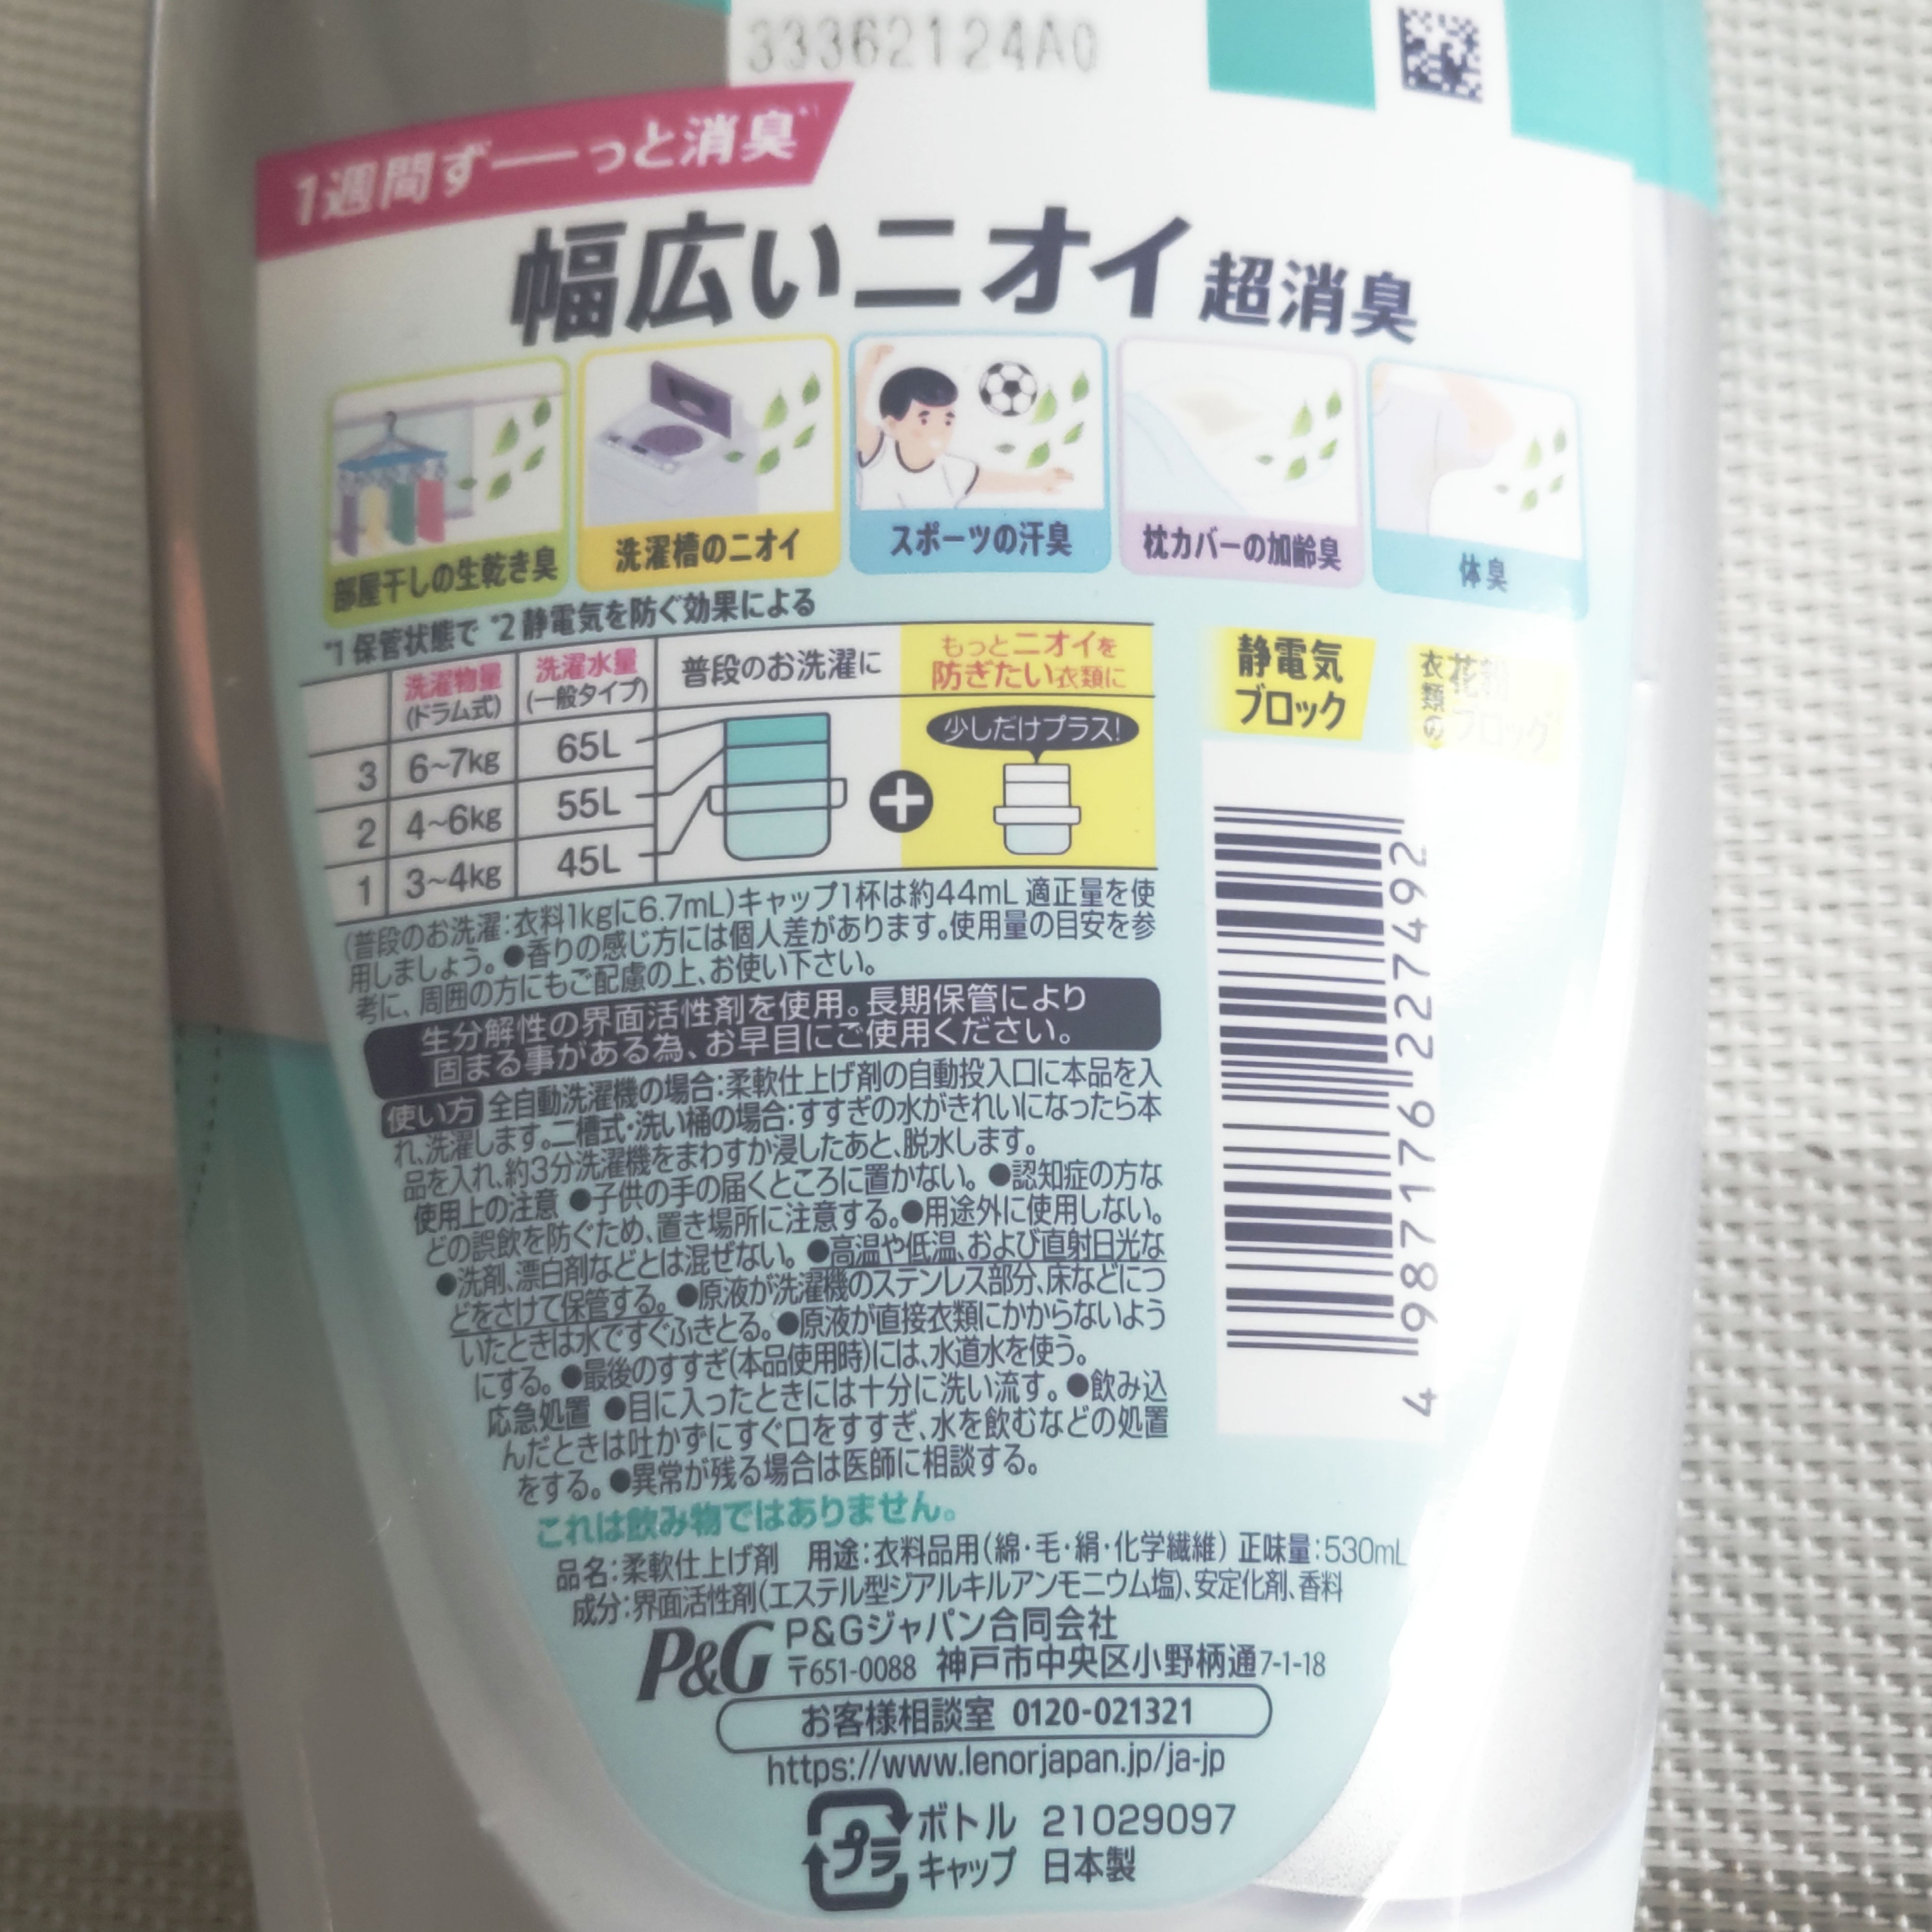 33362124A0
1週間ずーーっと消臭*1
幅広いニオイ 超消臭
部屋干しの生乾き臭
洗濯槽のニオイ
スポーツの汗臭
枕カバーの加齢臭
体臭
*1 保管状態で *2 静電気を防ぐ効果による
洗濯物量
(ドラム式)
洗濯水量
(一般タイプ)
普段のお洗濯に
もっとニオイを
防ぎたい衣類に
3 6~7kg 65L
2 4~6kg 55L
1 3~4kg 45L
少しだけプラス!
静電気
ブロック
衣類の
花粉
ブロック
(普段のお洗濯:衣料1kgに6.7mL)キャップ1杯は約44mL 適正量を使
用しましょう。●香りの感じ方には個人差があります。使用量の目安を参
考に、周囲の方にもご配慮の上、お使い下さい。
生分解性の界面活性剤を使用。長期保管により
固まる事がある為、お早目にご使用ください。
使い方 全自動洗濯機の場合:柔軟仕上げ剤の自動投入口に本品を入
れ、洗濯します。二槽式・洗い桶の場合:すすぎの水がきれいになったら本
品を入れ、約3分洗濯機をまわすか浸したあと、脱水します。
使用上の注意 ●子供の手の届くところに置かない。 ●認知症の方な
どの誤飲を防ぐため、置き場所に注意する。●用途外に使用しない。
●洗剤、漂白剤などとは混ぜない。 ●高温や低温、および直射日光な
どをさけて保管する。●原液が洗濯機のステンレス部分、床などにつ
いたときは水ですぐふきとる。●原液が直接衣類にかからないよう
にする。●最後のすすぎ(本品使用時)には、水道水を使う。
応急処置 ●目に入ったときには十分に洗い流す。●飲み込
んだときは吐かずにすぐ口をすすぎ、水を飲むなどの処置
をする。●異常が残る場合は医師に相談する。
これは飲み物ではありません。
品名:柔軟仕上げ剤 用途:衣料品用(綿・毛・絹・化学繊維) 正味量:530mL
成分:界面活性剤(エステル型ジアルキルアンモニウム塩)、安定化剤、香料
P&G
P&Gジャパン合同会社
〒651-0088 神戸市中央区小野柄通7-1-18
お客様相談室 0120-021321
https://www.lenorjapan.jp/ja-jp
プラ
ボトル 21029097
キャップ 日本製
4 987176 227492